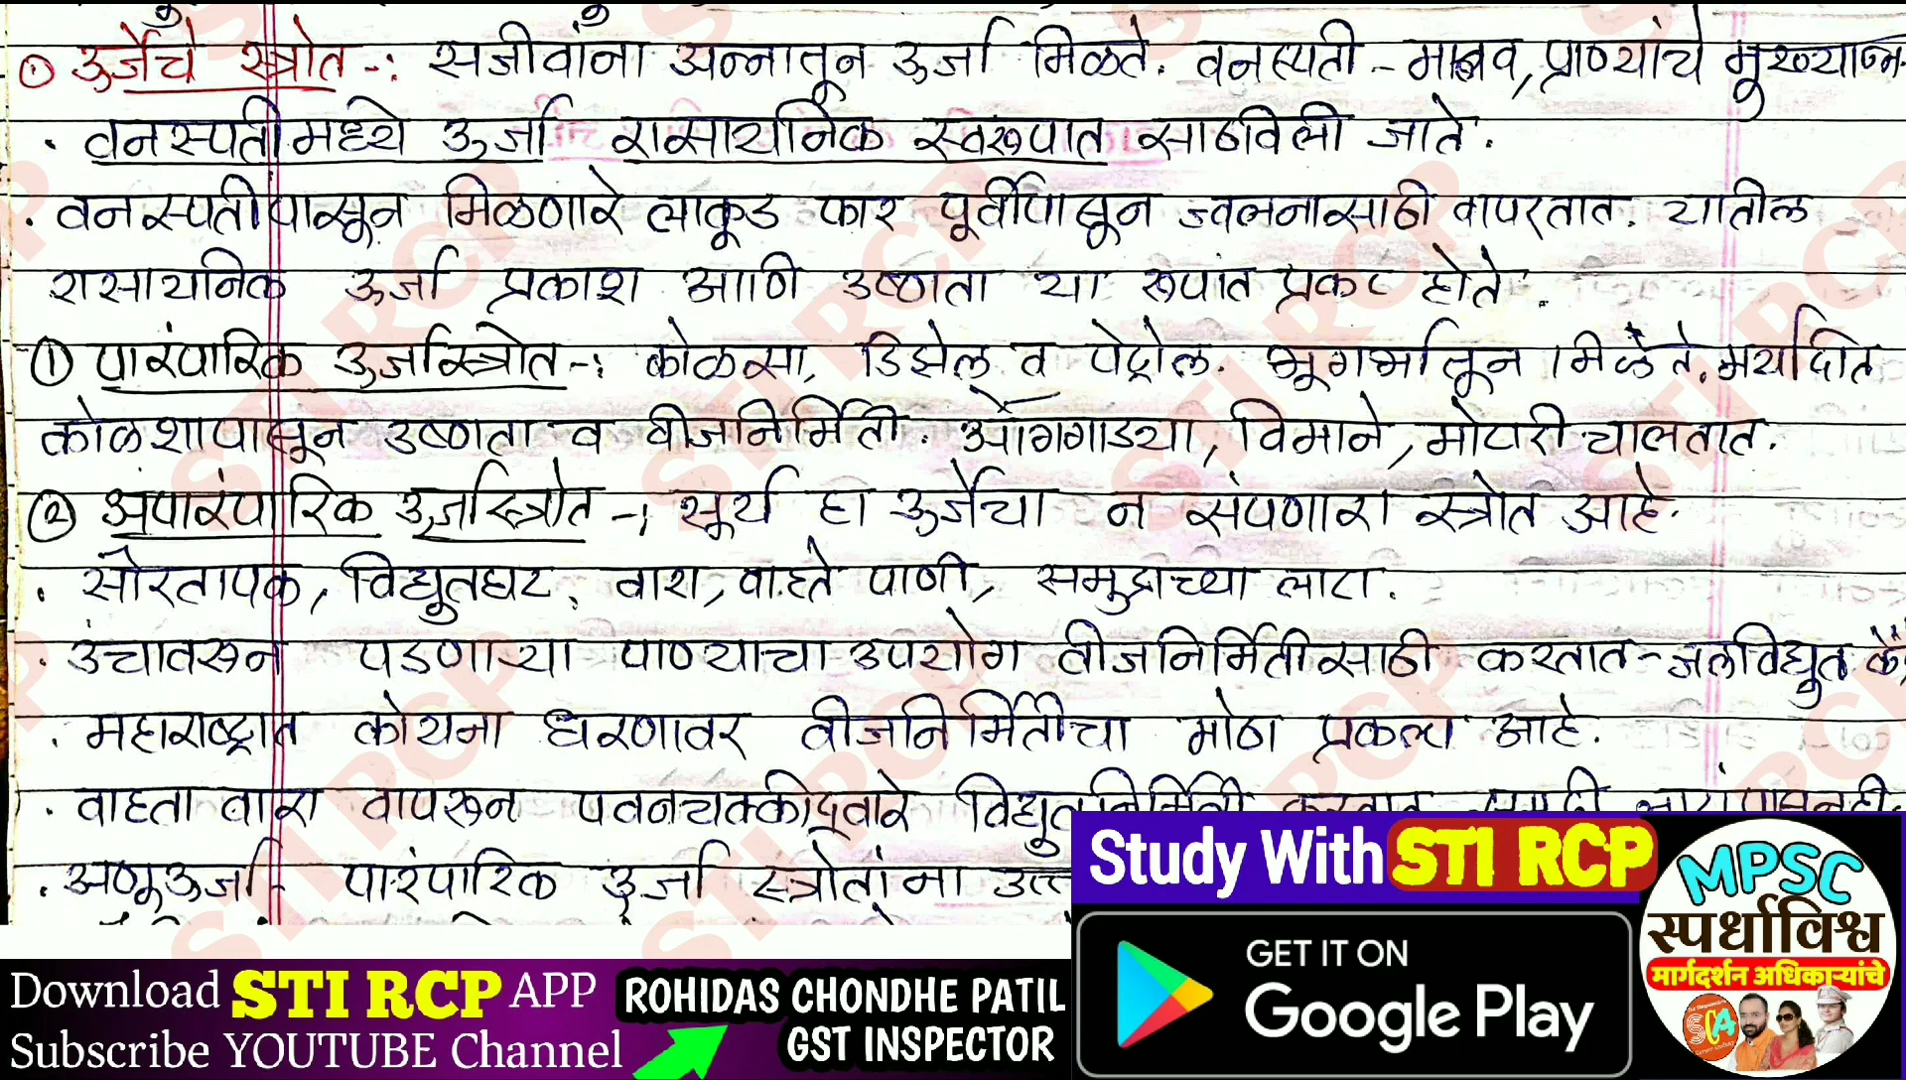 ① ऊर्जेचे स्त्रोत -: सजीवांना अन्नातून ऊर्जा मिळते. वनस्पती - मानव, प्राण्यांचे मुख्यान्न.
. वनस्पतीमध्ये ऊर्जा रासायनिक स्वरूपात साठविली जाते.
. वनस्पतींपासून मिळणारे लाकूड फार पूर्वीपासून ज्वलनासाठी वापरतात. यातील
रासायनिक ऊर्जा प्रकाश आणि उष्णता या रूपांत प्रकट होते.
① पारंपारिक ऊर्जास्त्रोत -: कोळसा, डिझेल व पेट्रोल. भूगर्भातून मिळते. मर्यादित
कोळशापासून उष्णता व वीजनिर्मिती. आगगाड्या, विमाने, मोटारी चालतात.
② अपारंपारिक ऊर्जास्त्रोत -: सूर्य हा ऊर्जेचा न संपणारा स्त्रोत आहे.
. सौरतापक, विद्युतघट, वारा, वाहते पाणी, समुद्राच्या लाटा.
. उंचावरून पडणाऱ्या पाण्याचा उपयोग वीजनिर्मितीसाठी करतात - जलविद्युत
. महाराष्ट्रात कोयना धरणावर वीजनिर्मितीचा मोठा प्रकल्प आहे.
. वाहता वारा वापरून पवनचक्कीद्वारे
. अणूऊर्जा - पारंपारिक ऊर्जा स्त्रोतांना
Study With STI RCP
MPSC
स्पर्धाविश्व
मार्गदर्शन अधिकाऱ्यांचे
SCA
GET IT ON
Google Play
Download STI RCP APP
Subscribe YOUTUBE Channel
ROHIDAS CHONDHE PATIL
GST INSPECTOR
STI RCP